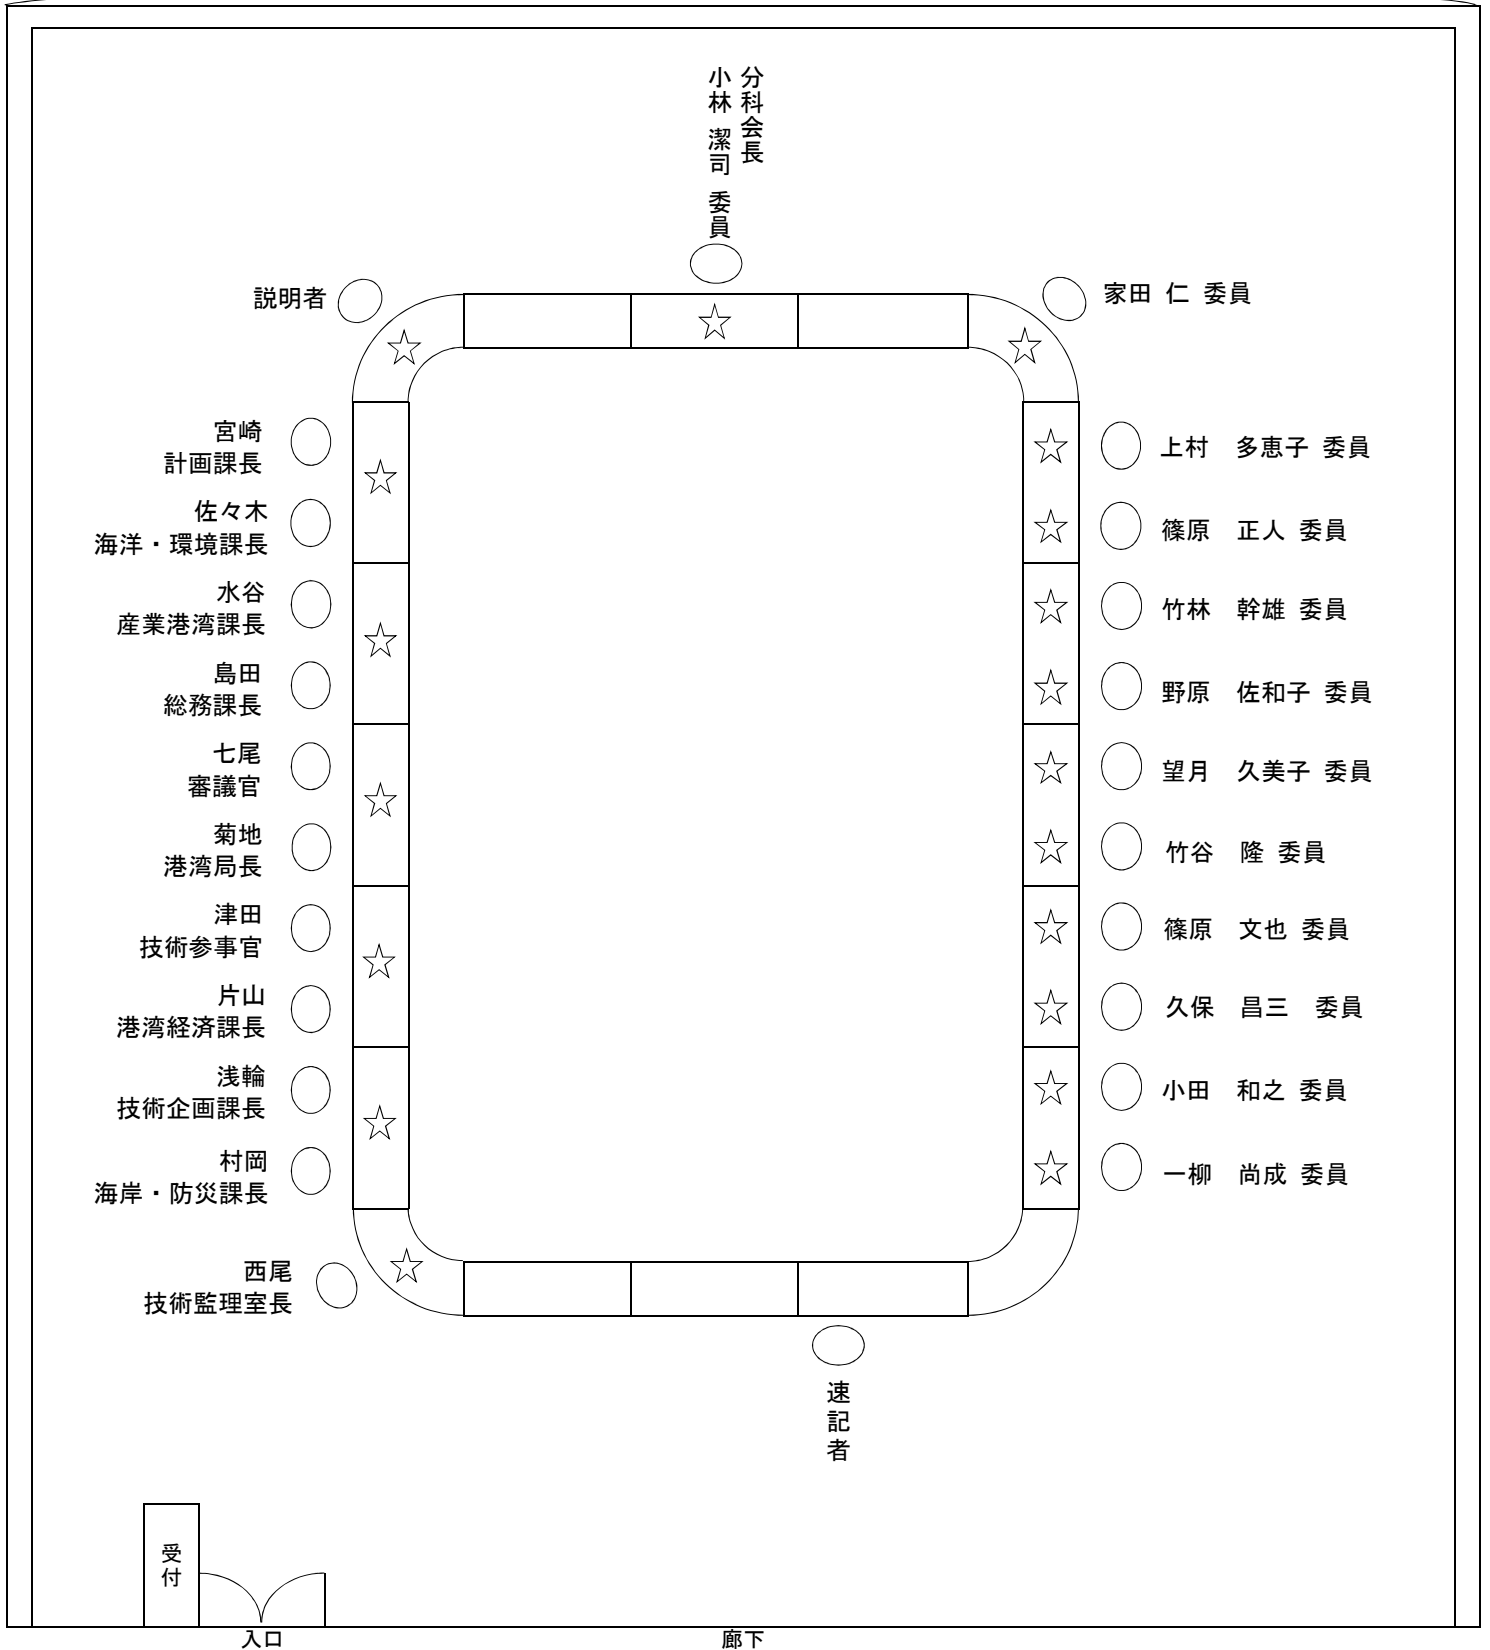 分科会長
小林 潔司 委員
説明者
家田 仁 委員
宮崎
計画課長
佐々木
海洋・環境課長
水谷
産業港湾課長
島田
総務課長
七尾
審議官
菊地
港湾局長
津田
技術参事官
片山
港湾経済課長
浅輪
技術企画課長
村岡
海岸・防災課長
西尾
技術監理室長
上村　多恵子 委員
篠原　正人 委員
竹林　幹雄 委員
野原　佐和子 委員
望月　久美子 委員
竹谷　隆 委員
篠原　文也 委員
久保　昌三　委員
小田　和之 委員
一柳　尚成 委員
速記者
受付
入口
廊下